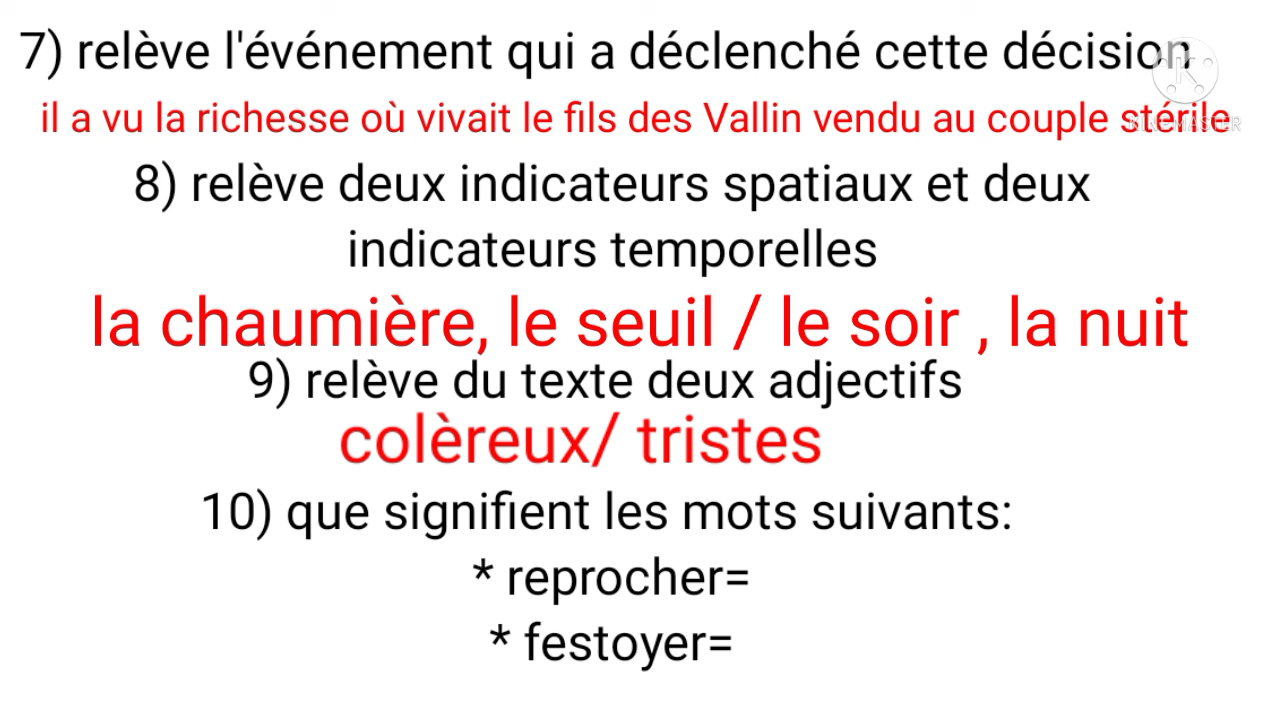 7) relève l'événement qui a déclenché cette décision
il a vu la richesse où vivait le fils des Vallin vendu au couple stérile
KINEMASTER
8) relève deux indicateurs spatiaux et deux
indicateurs temporelles
la chaumière, le seuil / le soir , la nuit
9) relève du texte deux adjectifs
colèreux/ tristes
10) que signifient les mots suivants:
* reprocher=
* festoyer=